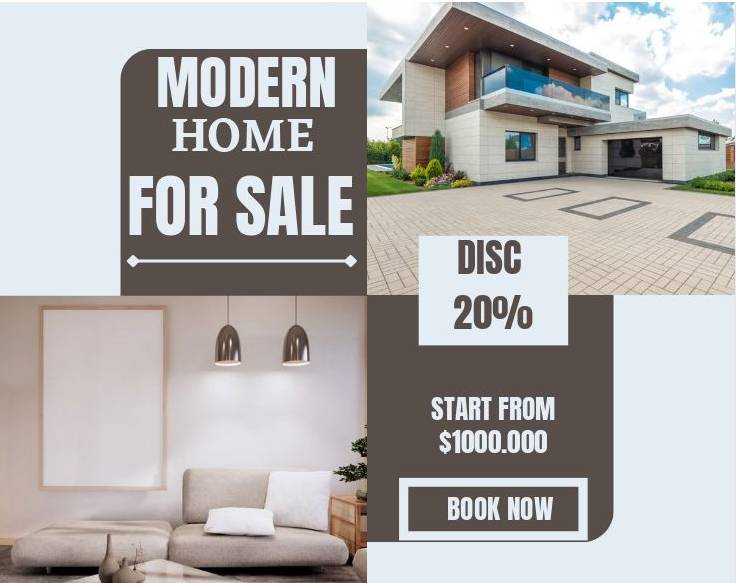 MODERN
HOME
FOR SALE
DISC
20%
START FROM
$1000.000
BOOK NOW